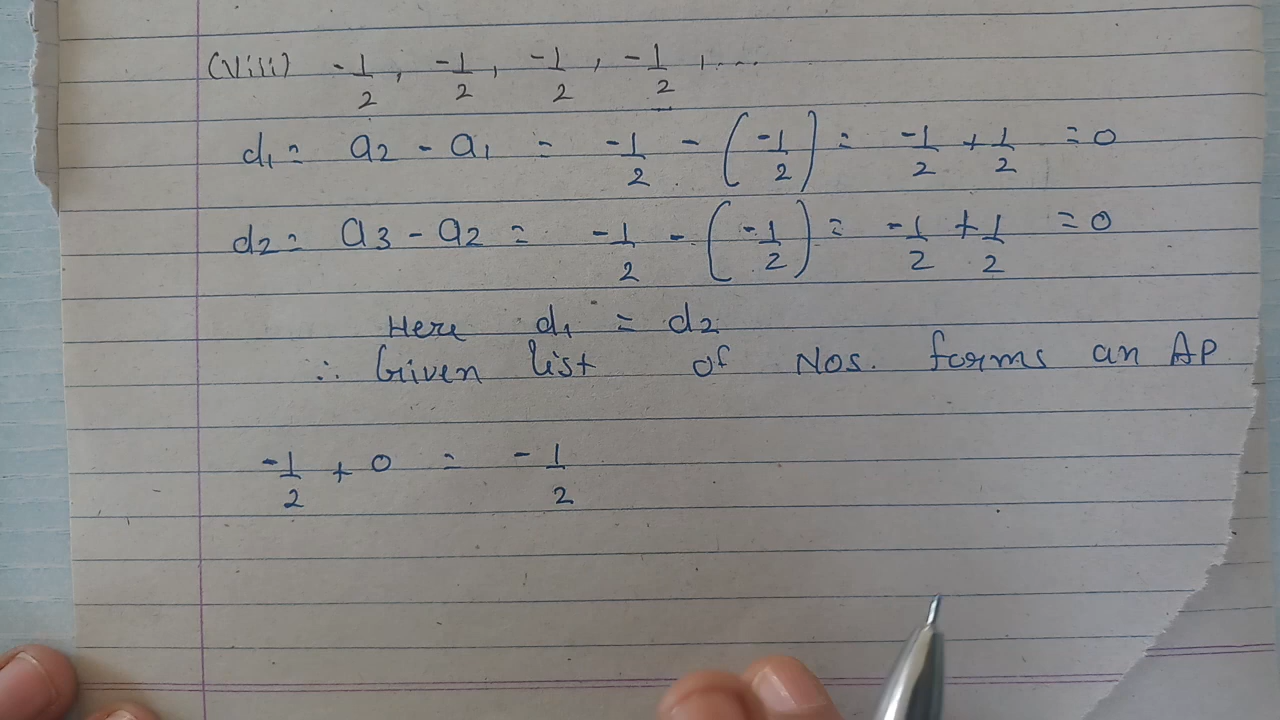 (viii) -1/2, -1/2, -1/2, -1/2, ...
d1 = a2 - a1 = -1/2 - (-1/2) = -1/2 + 1/2 = 0
d2 = a3 - a2 = -1/2 - (-1/2) = -1/2 + 1/2 = 0
Here d1 = d2
∴ Given list of Nos. forms an AP.
-1/2 + 0 = -1/2